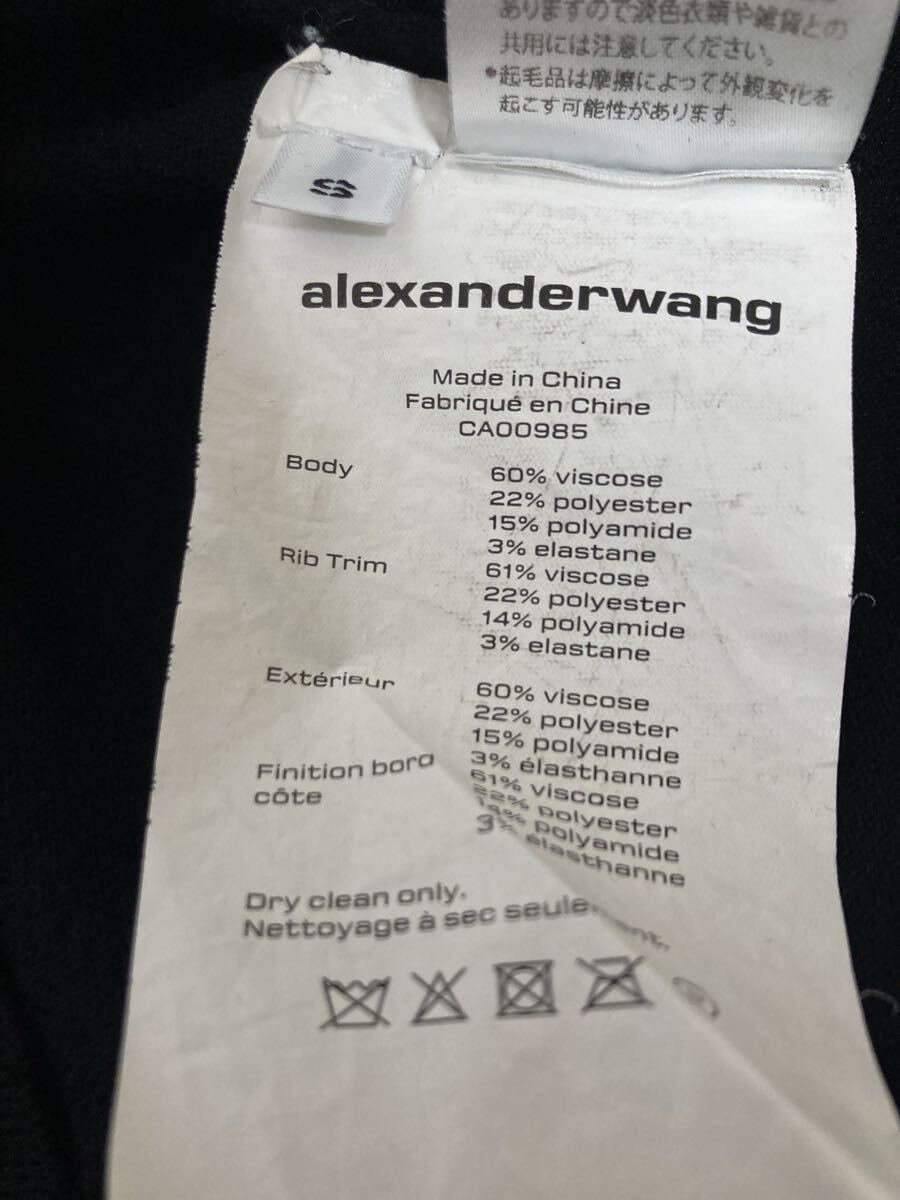 ありますので淡色衣類や雑貨との
共用には注意してください。
*起毛品は摩擦によって外観変化を
起こす可能性があります。
S
alexanderwang
Made in China
Fabriqué en Chine
CA00985
Body
60% viscose
22% polyester
15% polyamide
3% elastane
Rib Trim
61% viscose
22% polyester
14% polyamide
3% elastane
Extérieur
60% viscose
22% polyester
15% polyamide
3% élasthanne
Finition bord
côte
61% viscose
22% polyester
14% polyamide
3% élasthanne
Dry clean only.
Nettoyage à sec seulement.